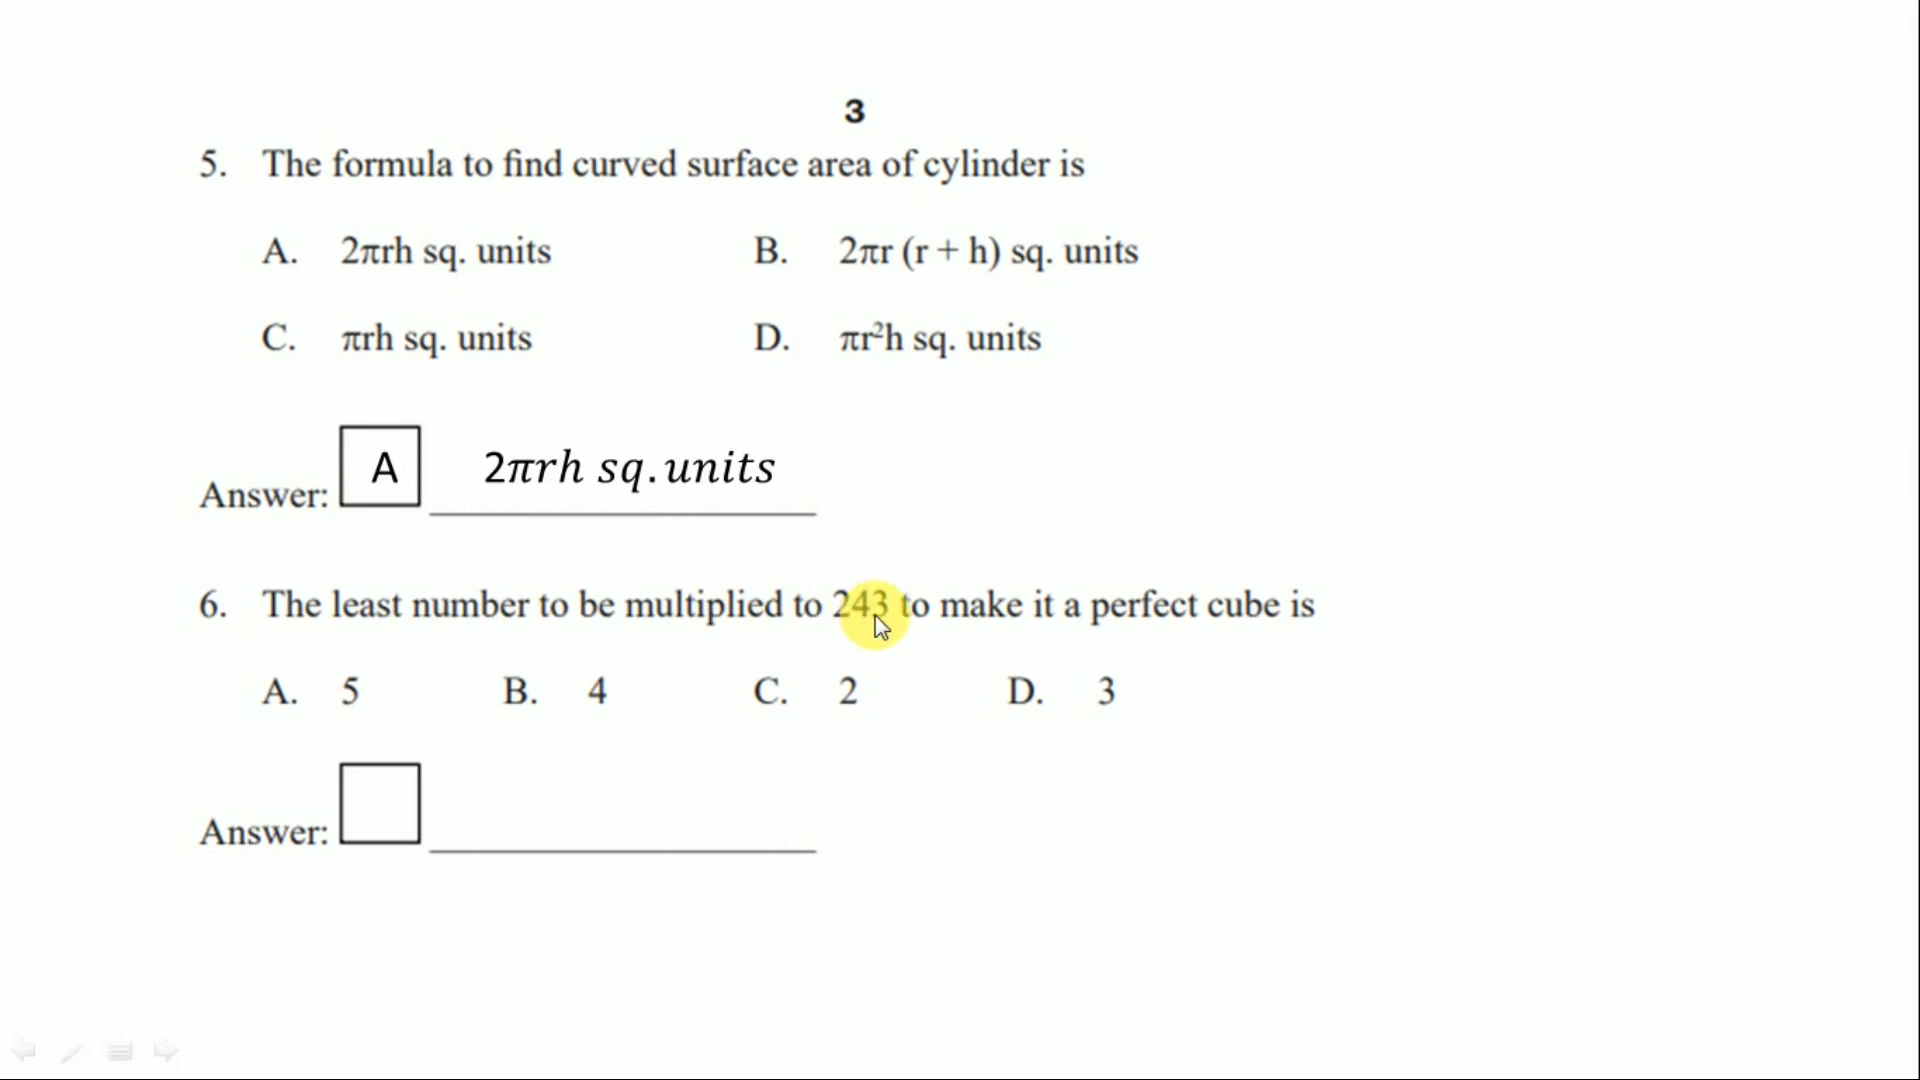 3
5. The formula to find curved surface area of cylinder is
A. 2πrh sq. units B. 2πr (r + h) sq. units
C. πrh sq. units D. πr²h sq. units
Answer: A 2πrh sq.units
6. The least number to be multiplied to 243 to make it a perfect cube is
A. 5 B. 4 C. 2 D. 3
Answer: